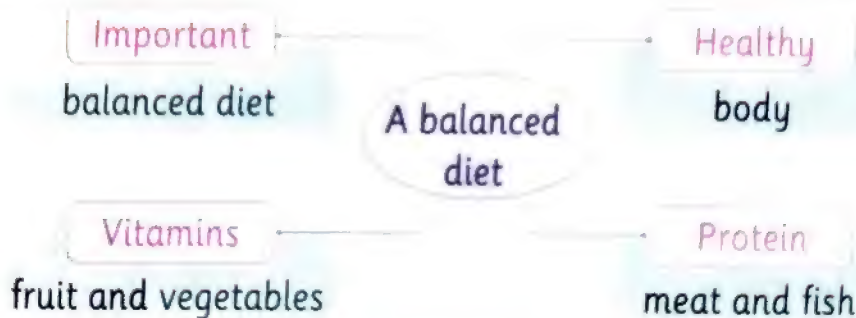 Important
balanced diet
Healthy
body
A balanced
diet
Vitamins
fruit and vegetables
Protein
meat and fish